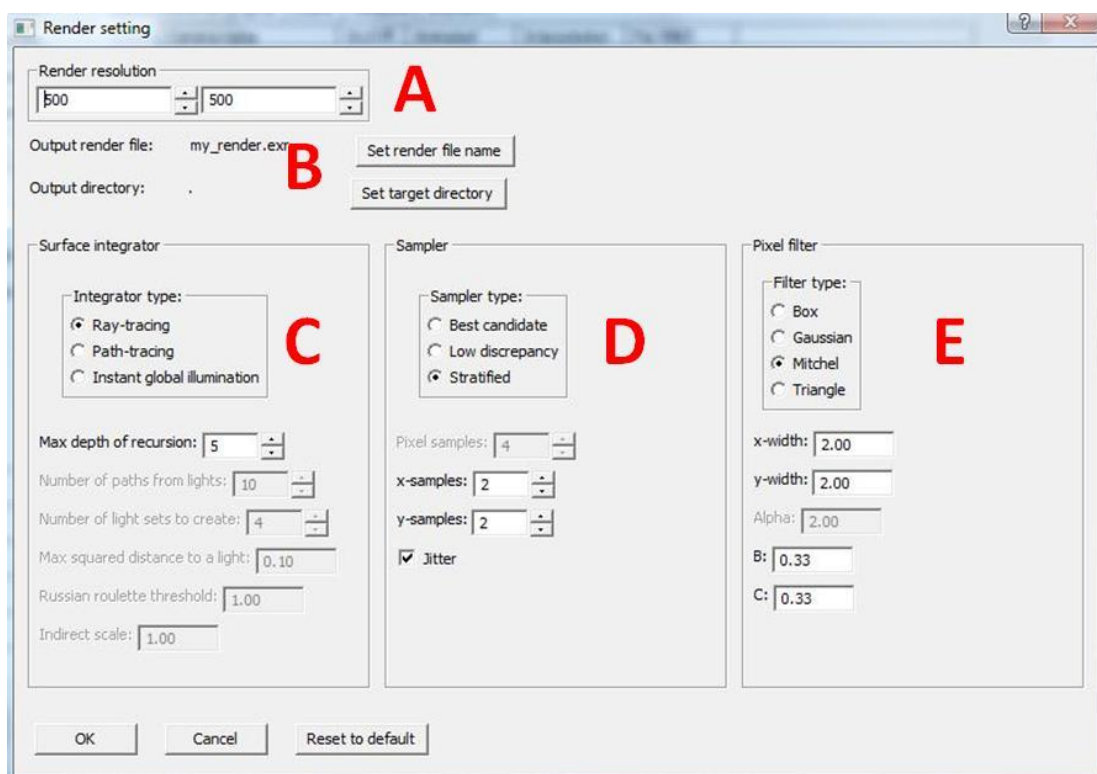 Render setting
Render resolution
500 500
A
Output render file: my_render.exr
Set render file name
B
Output directory: .
Set target directory
Surface integrator
Integrator type:
Ray-tracing
Path-tracing
Instant global illumination
C
Max depth of recursion: 5
Number of paths from lights: 10
Number of light sets to create: 4
Max squared distance to a light: 0.10
Russian roulette threshold: 1.00
Indirect scale: 1.00
Sampler
Sampler type:
Best candidate
Low discrepancy
Stratified
D
Pixel samples: 4
x-samples: 2
y-samples: 2
Jitter
Pixel filter
Filter type:
Box
Gaussian
Mitchel
Triangle
E
x-width: 2.00
y-width: 2.00
Alpha: 2.00
B: 0.33
C: 0.33
OK Cancel Reset to default